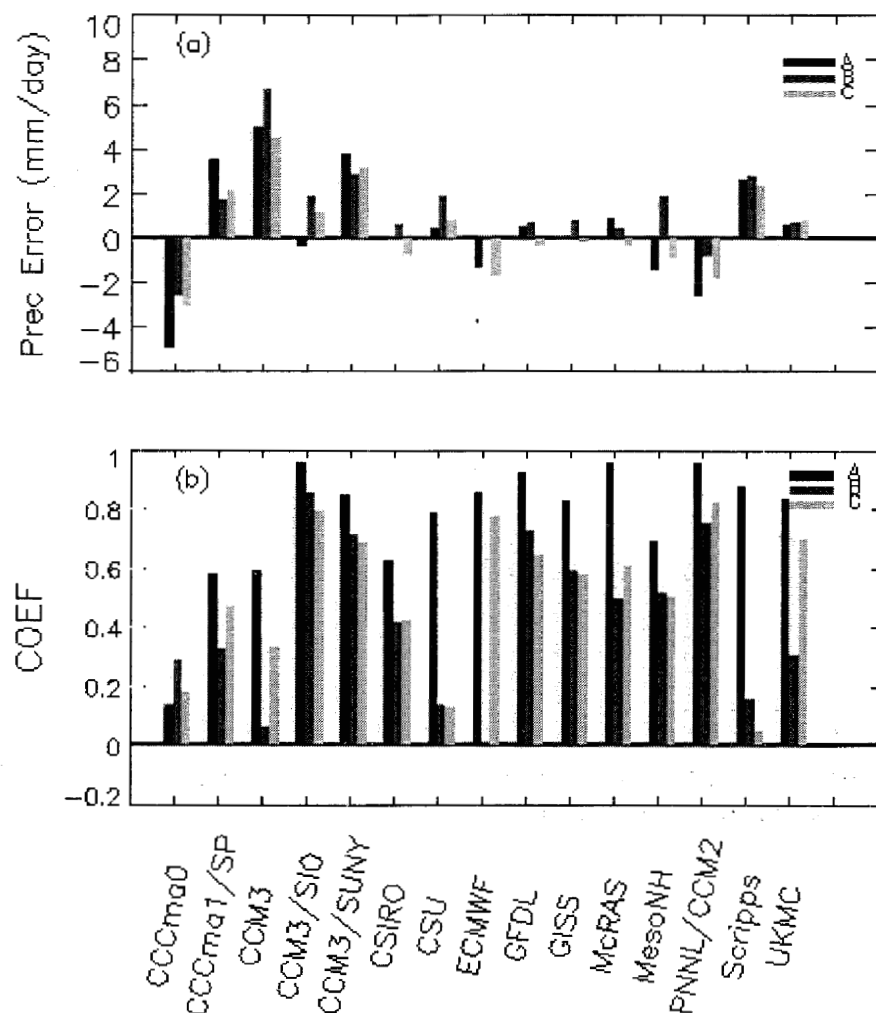 (a)
A
B
C
Prec Error (mm/day)
10
8
6
4
2
0
−2
−4
−6
(b)
A
B
C
COEF
1
0.8
0.6
0.4
0.2
0
−0.2
CCCma0
CCCma1/SP
CCM3
CCM3/SIO
CCM3/SUNY
CSIRO
CSU
ECMWF
GFDL
GISS
McRAS
MesoNH
PNNL/CCM2
Scripps
UKMC